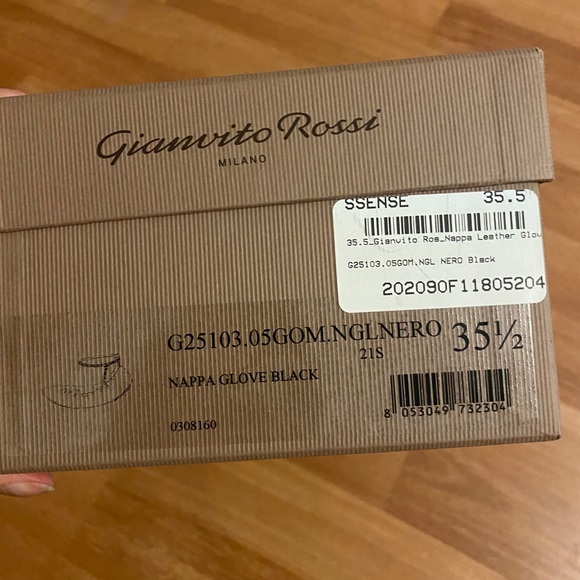 Gianvito Rossi
MILANO
SSENSE 35.5
35.5_Gianvito Ros_Nappa Leather Glov
G25103.05GOM.NGL NERO Black
202090F11805204
G25103.05GOM.NGLNERO 35½
21S
NAPPA GLOVE BLACK
0308160
8 053049 732304